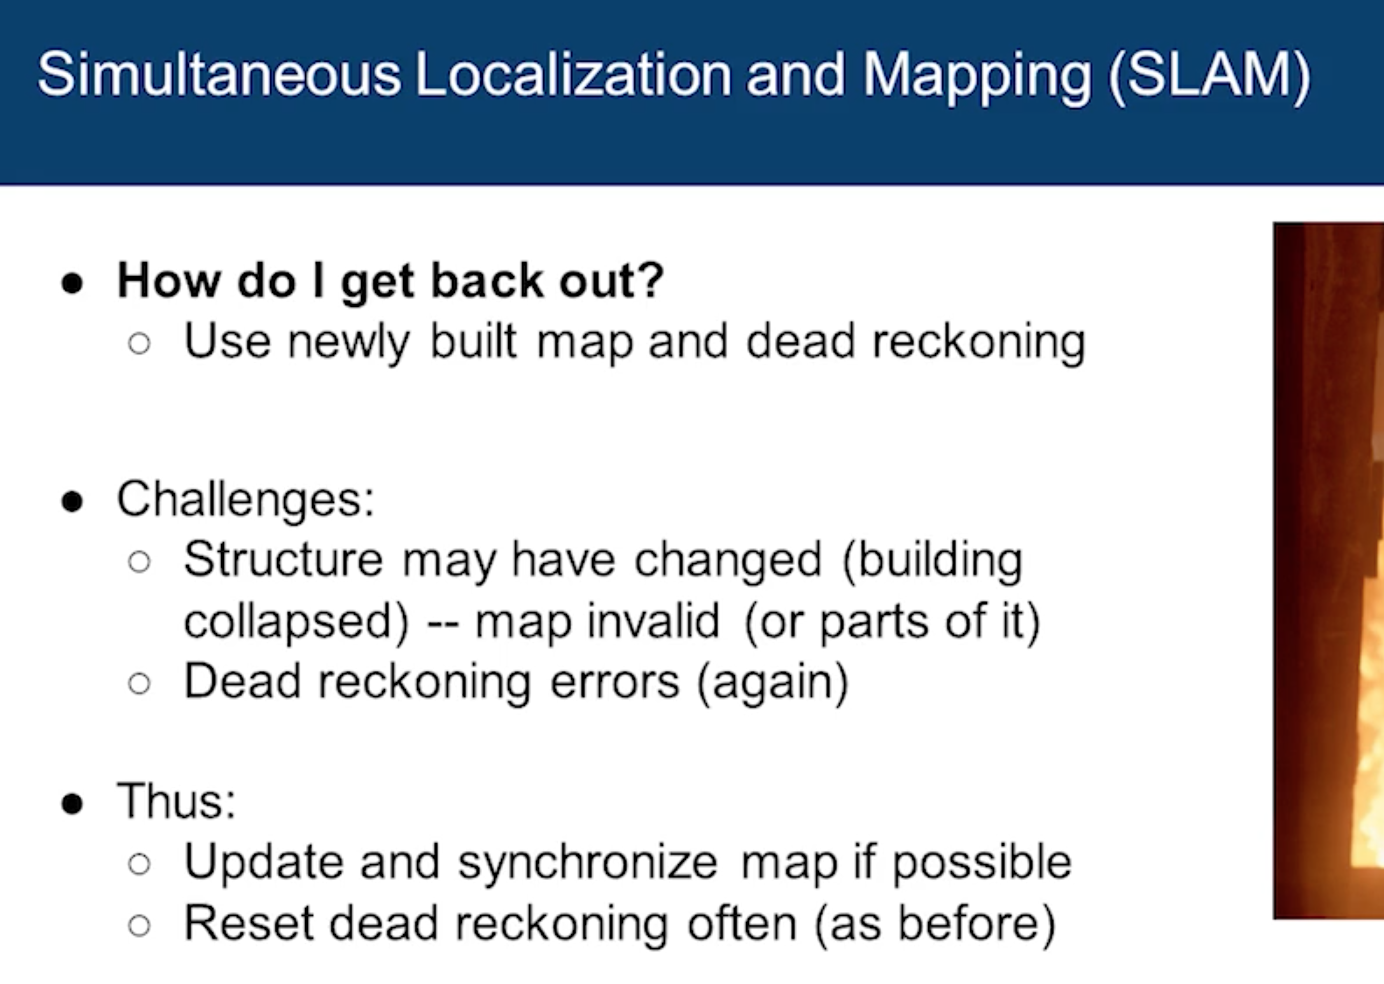 Simultaneous Localization and Mapping (SLAM)
● How do I get back out?
○ Use newly built map and dead reckoning
● Challenges:
○ Structure may have changed (building
collapsed) -- map invalid (or parts of it)
○ Dead reckoning errors (again)
● Thus:
○ Update and synchronize map if possible
○ Reset dead reckoning often (as before)